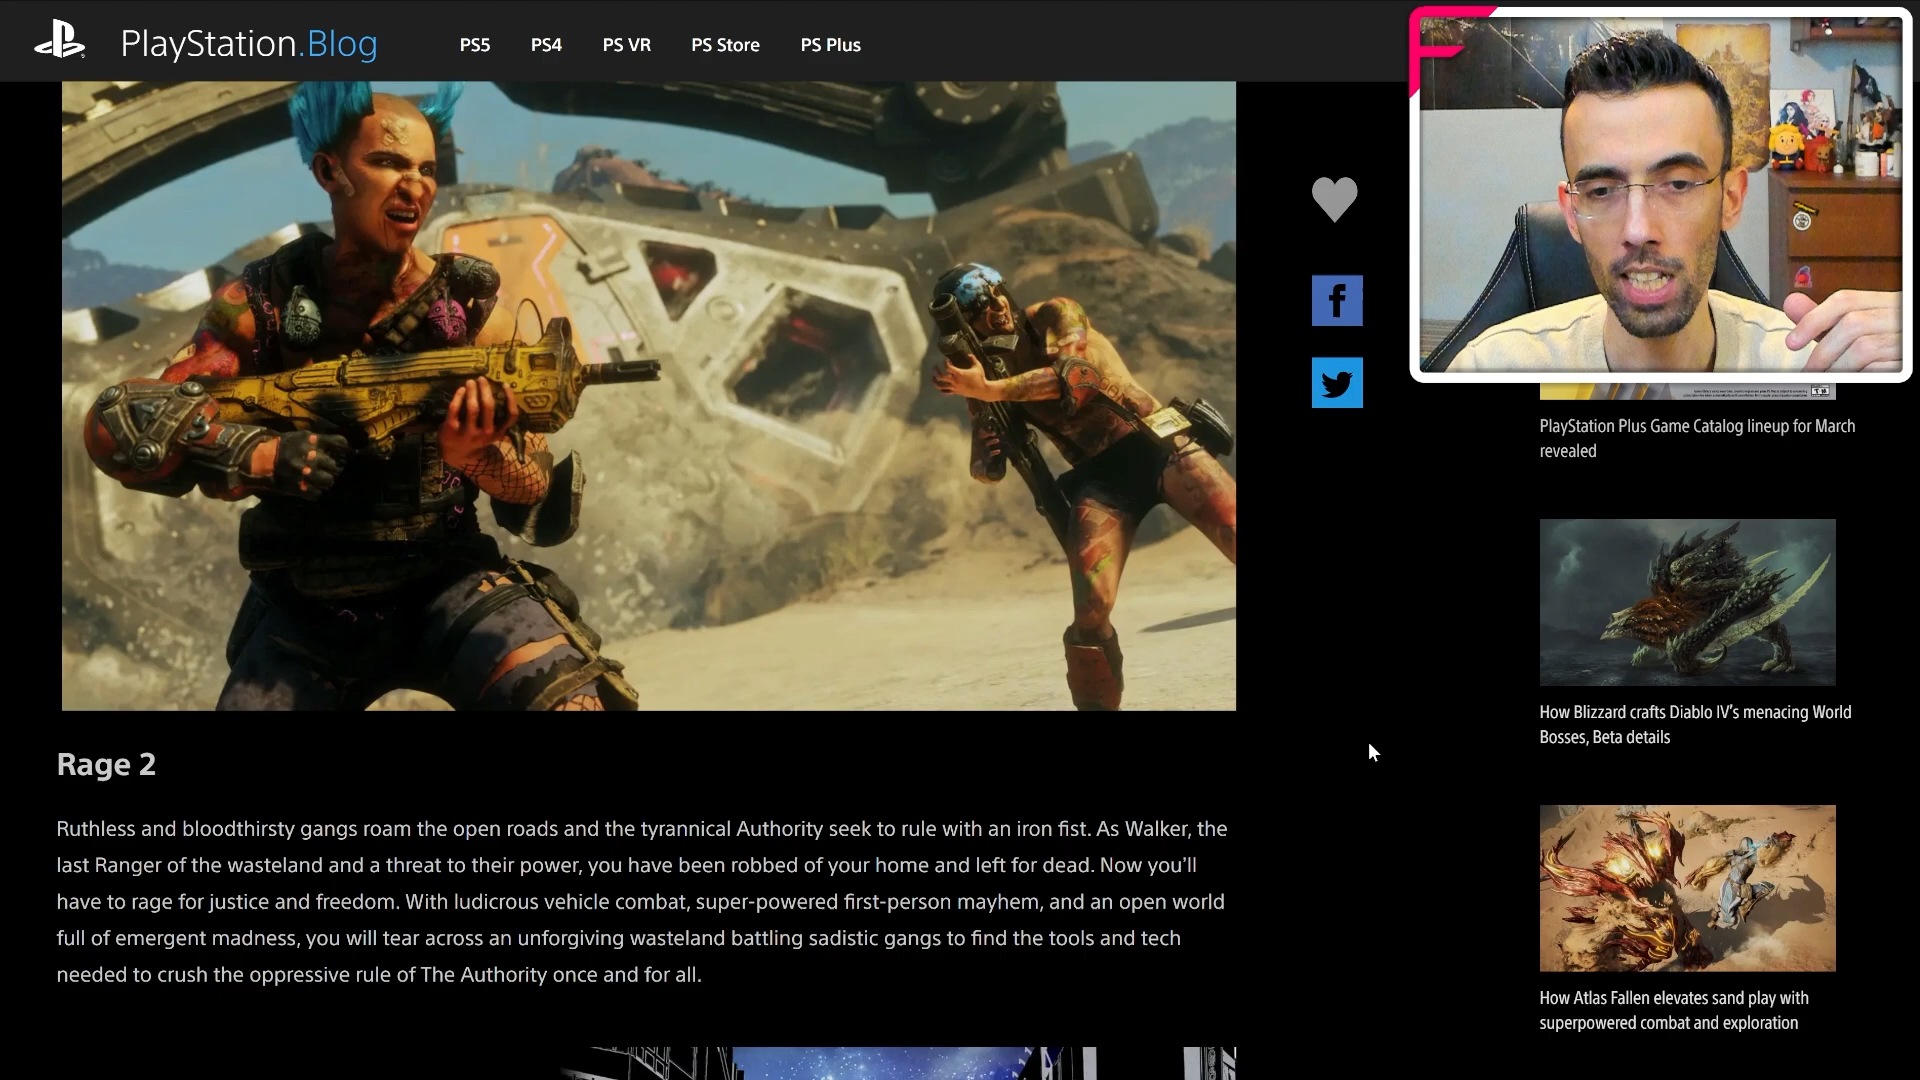 PlayStation.Blog
PS5
PS4
PS VR
PS Store
PS Plus
PlayStation Plus Game Catalog lineup for March
revealed
How Blizzard crafts Diablo IV's menacing World
Bosses, Beta details
Rage 2
Ruthless and bloodthirsty gangs roam the open roads and the tyrannical Authority seek to rule with an iron fist. As Walker, the
last Ranger of the wasteland and a threat to their power, you have been robbed of your home and left for dead. Now you'll
have to rage for justice and freedom. With ludicrous vehicle combat, super-powered first-person mayhem, and an open world
full of emergent madness, you will tear across an unforgiving wasteland battling sadistic gangs to find the tools and tech
needed to crush the oppressive rule of The Authority once and for all.
How Atlas Fallen elevates sand play with
superpowered combat and exploration